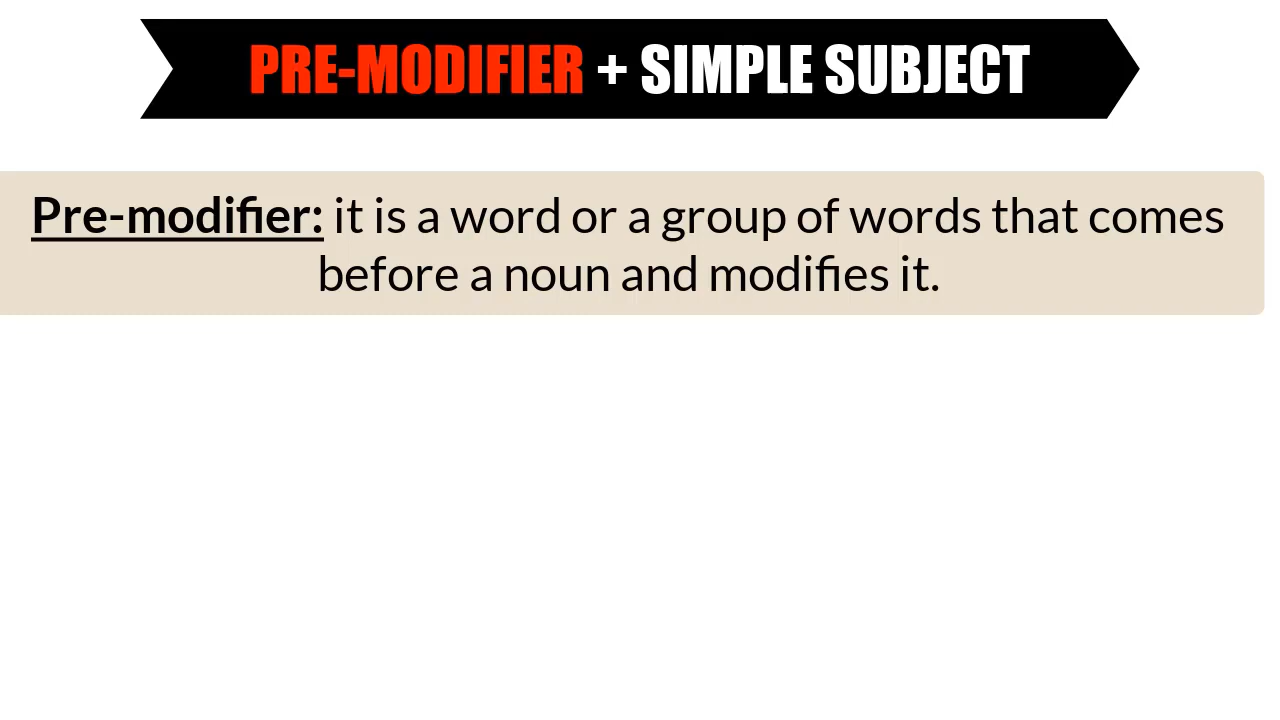 PRE-MODIFIER + SIMPLE SUBJECT
Pre-modifier: it is a word or a group of words that comes
before a noun and modifies it.